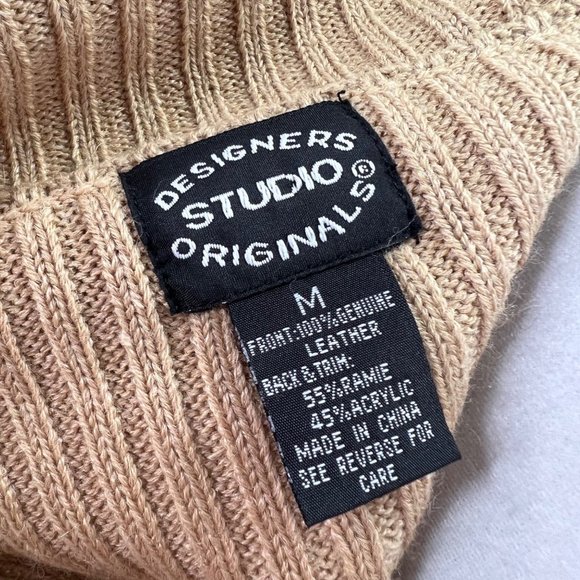 DESIGNERS
STUDIO
ORIGINALS®
M
FRONT:100%GENUINE
LEATHER
BACK & TRIM:
55%RAMIE
45%ACRYLIC
MADE IN CHINA
SEE REVERSE FOR
CARE